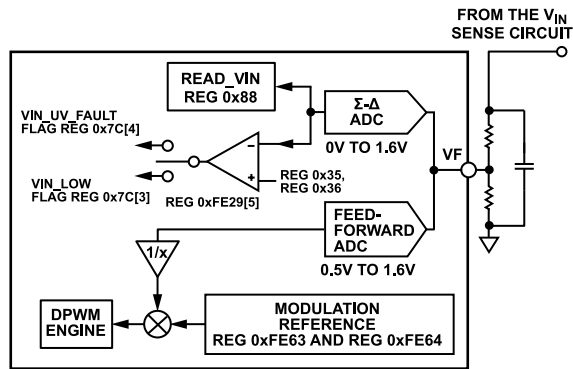 FROM THE VIN
SENSE CIRCUIT
READ_VIN
REG 0x88
Σ-Δ
ADC
0V TO 1.6V
VF
VIN_UV_FAULT
FLAG REG 0x7C[4]
VIN_LOW
FLAG REG 0x7C[3]
–
+
REG 0x35,
REG 0x36
REG 0xFE29[5]
FEED-
FORWARD
ADC
0.5V TO 1.6V
1/x
DPWM
ENGINE
MODULATION
REFERENCE
REG 0xFE63 AND REG 0xFE64